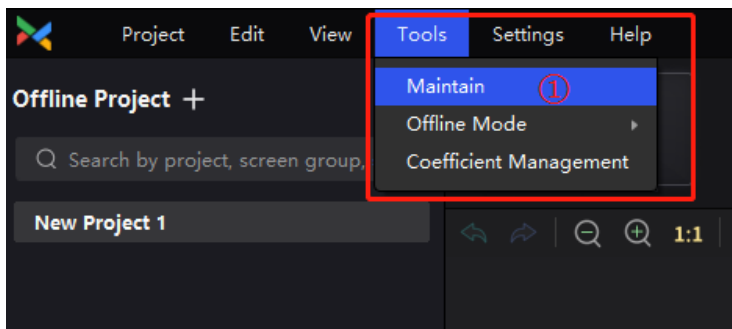 Project Edit View Tools Settings Help
Offline Project +
Maintain ①
Offline Mode
Coefficient Management
Search by project, screen group,
New Project 1
1:1